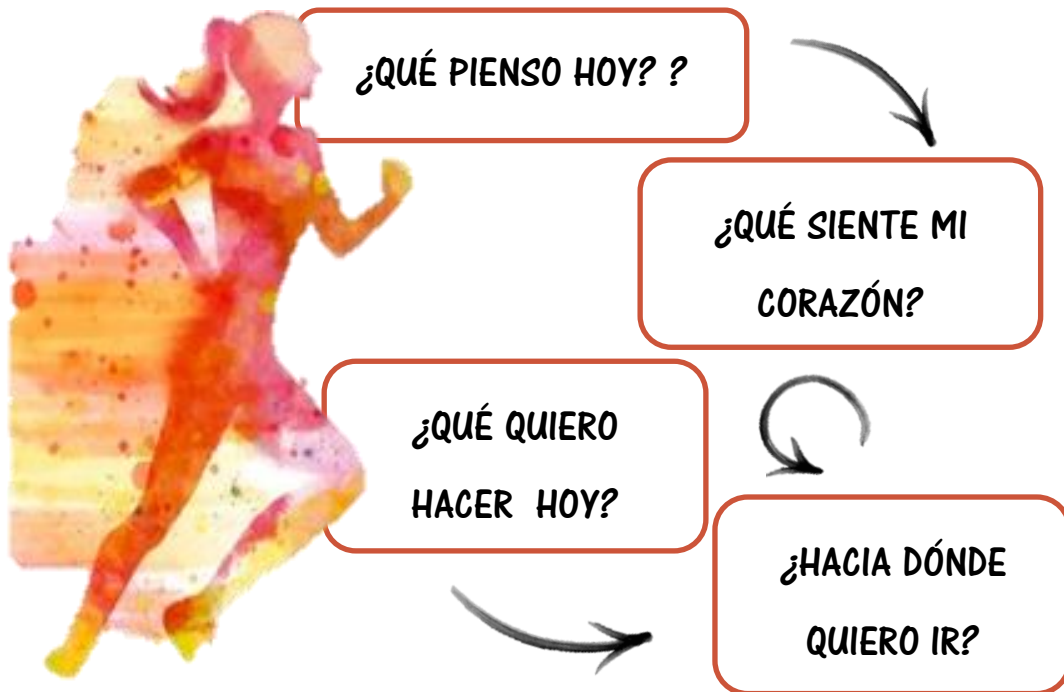 ¿QUÉ PIENSO HOY? ?
¿QUÉ SIENTE MI
CORAZÓN?
¿QUÉ QUIERO
HACER HOY?
¿HACIA DÓNDE
QUIERO IR?